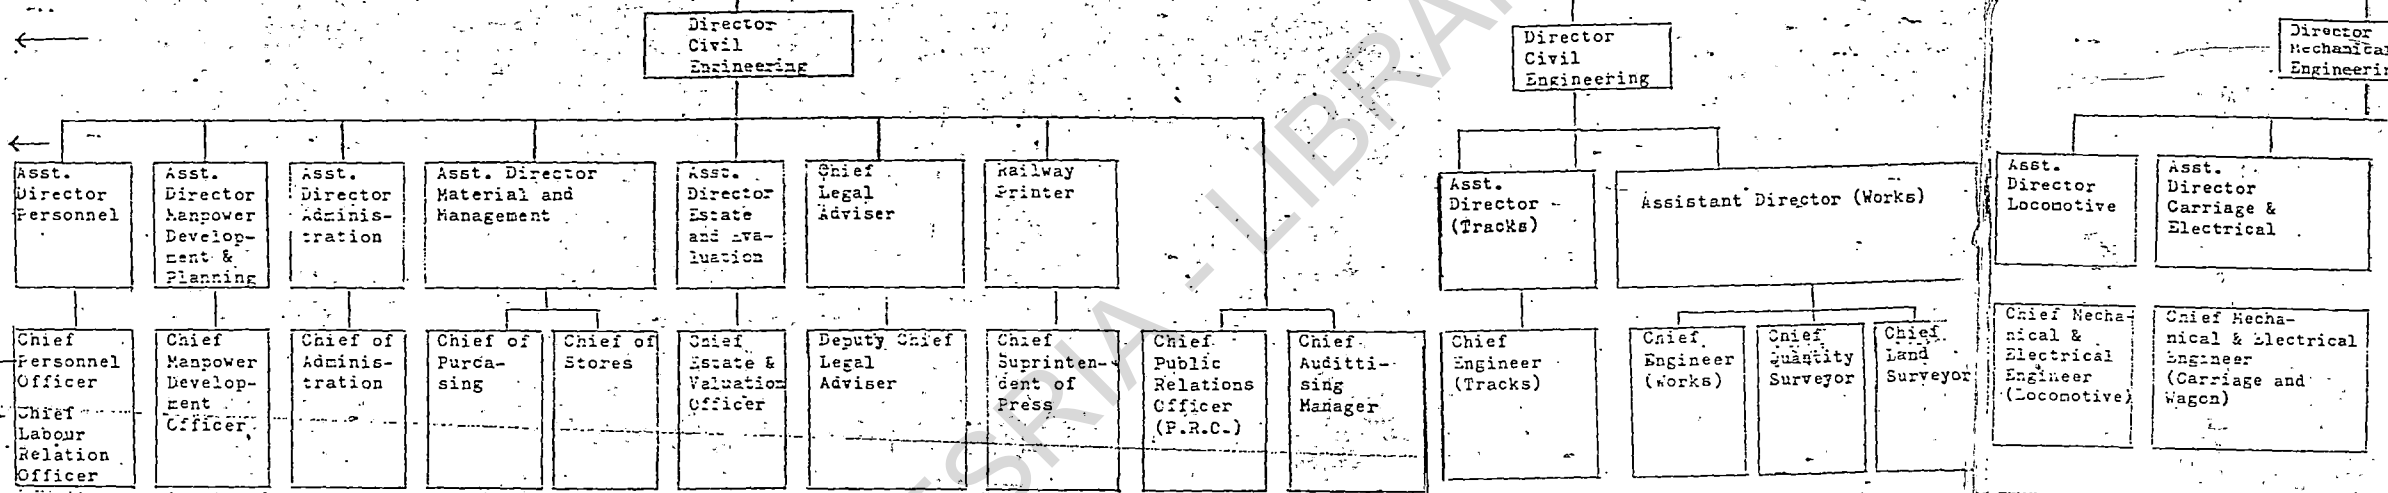 Director
Civil
Engineering
Director
Civil
Engineering
Director
Mechanical
Engineerin
Asst.
Director
Personnel
Asst.
Director
Manpower
Develop-
ment &
Planning
Asst.
Director
Adminis-
tration
Asst. Director
Material and
Management
Asst.
Director
Estate
and Eva-
luation
Chief
Legal
Adviser
Railway
Printer
Asst.
Director
(Tracks)
Assistant Director (Works)
Asst.
Director
Locomotive
Asst.
Director
Carriage &
Electrical
Chief
Personnel
Officer
Chief
Labour
Relation
Officer
Chief
Manpower
Develop-
ment
Officer
Chief of
Adminis-
tration
Chief of
Purca-
sing
Chief of
Stores
Chief
Estate &
Valuation
Officer
Deputy Chief
Legal
Adviser
Chief
Suprinten-
dent of
Press
Chief
Public
Relations
Officer
(P.R.C.)
Chief
Auditti-
sing
Manager
Chief
Engineer
(Tracks)
Chief
Engineer
(Works)
Chief
Quantity
Surveyor
Chief
Land
Surveyor
Chief Mecha-
nical &
Electrical
Engineer
(Locomotive)
Chief Mecha-
nical & Electrical
Engineer
(Carriage and
Wagon)
ESRIA - LIBRA